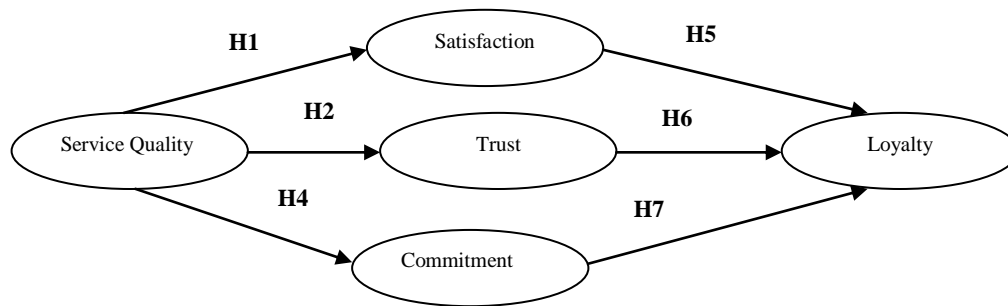 Satisfaction
H1
H5
Service Quality
H2
Trust
H6
Loyalty
H4
H7
Commitment